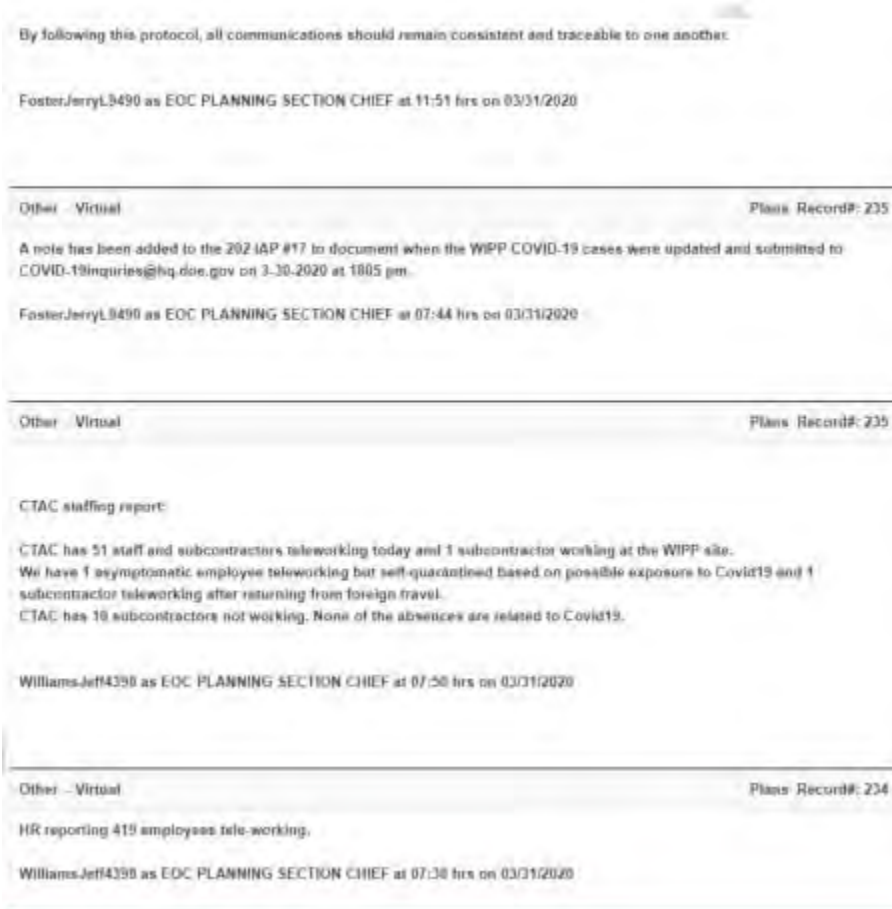 By following this protocol, all communications should remain consistent and traceable to one another.
FosterJerryL9490 as EOC PLANNING SECTION CHIEF at 11:51 hrs on 03/31/2020
Other - Virtual Plans Record#: 235
A note has been added to the 202 IAP #17 to document when the WIPP COVID-19 cases were updated and submitted to
COVID-19inquries@hq.doe.gov on 3-30-2020 at 1805 pm.
FosterJerryL9490 as EOC PLANNING SECTION CHIEF at 07:44 hrs on 03/31/2020
Other - Virtual Plans Record#: 235
CTAC staffing report:
CTAC has 51 staff and subcontractors teleworking today and 1 subcontractor working at the WIPP site.
We have 1 asymptomatic employee teleworking but self-quarantined based on possible exposure to Covid19 and 1
subcontractor teleworking after returning from foreign travel.
CTAC has 10 subcontractors not working. None of the absences are related to Covid19.
WilliamsJeff4398 as EOC PLANNING SECTION CHIEF at 07:50 hrs on 03/31/2020
Other - Virtual Plans Record#: 234
HR reporting 419 employees tele-working.
WilliamsJeff4398 as EOC PLANNING SECTION CHIEF at 07:30 hrs on 03/31/2020